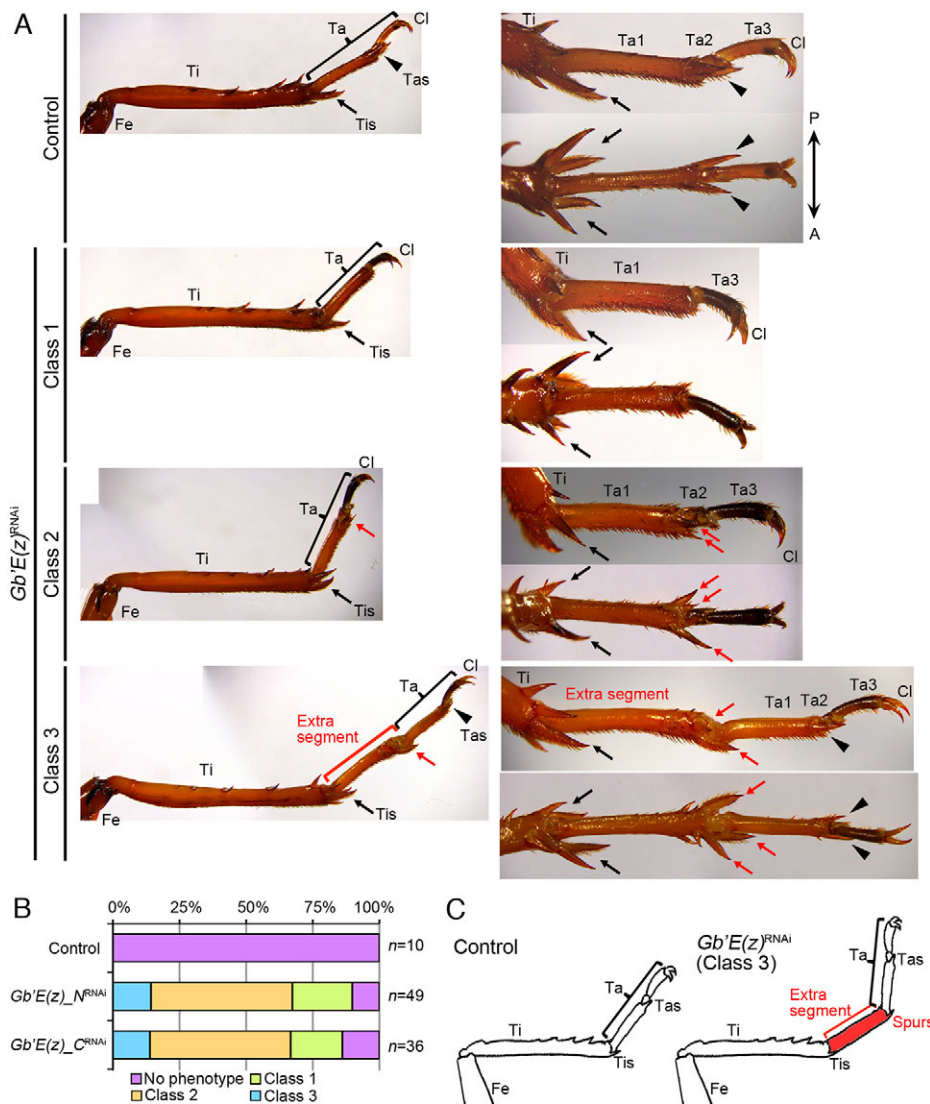 A
Control
Ta
Cl
Ti
Tas
Fe
Tis
Ti
Ta1
Ta2
Ta3
Cl
P
A
Gb'E(z)RNAi
Class 1
Ta
Cl
Ti
Fe
Tis
Ti
Ta1
Ta3
Cl
Class 2
Cl
Ta
Ti
Fe
Tis
Ti
Ta1
Ta2
Ta3
Cl
Class 3
Cl
Ta
Extra
segment
Ti
Tas
Fe
Tis
Ti
Extra segment
Ta1
Ta2
Ta3
Cl
B
0% 25% 50% 75% 100%
Control n=10
Gb'E(z)_NRNAi n=49
Gb'E(z)_CRNAi n=36
No phenotype Class 1
Class 2 Class 3
C
Control
Ta
Tas
Ti
Tis
Fe
Gb'E(z)RNAi
(Class 3)
Ta
Tas
Extra
segment
Spurs
Ti
Tis
Fe